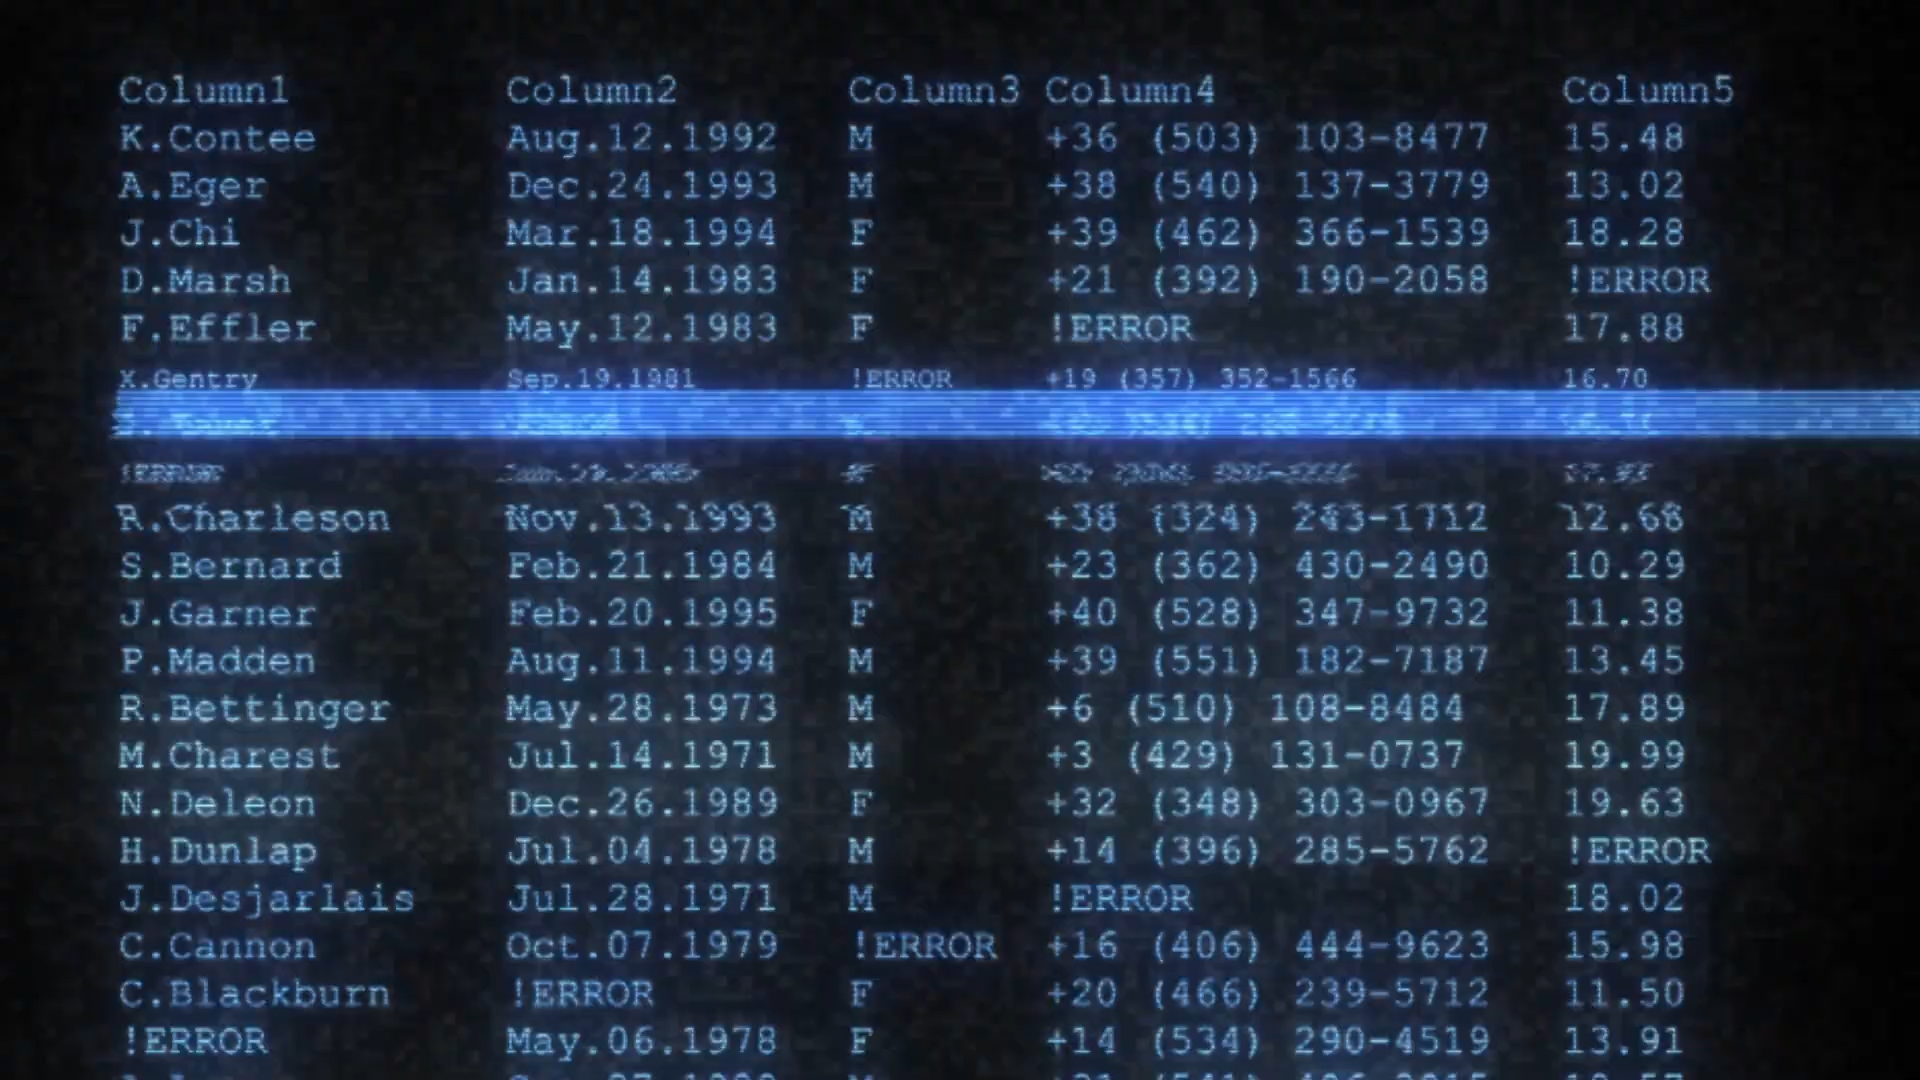 Column1 Column2 Column3 Column4 Column5
K.Contee Aug.12.1992 M +36 (503) 103-8477 15.48
A.Eger Dec.24.1993 M +38 (540) 137-3779 13.02
J.Chi Mar.18.1994 F +39 (462) 366-1539 18.28
D.Marsh Jan.14.1983 F +21 (392) 190-2058 !ERROR
F.Effler May.12.1983 F !ERROR 17.88
X.Gentry Sep.19.1981 !ERROR +19 (357) 352-1566 16.70
!ERROR
R.Charleson Nov.13.1993 M +38 (324) 243-1712 12.68
S.Bernard Feb.21.1984 M +23 (362) 430-2490 10.29
J.Garner Feb.20.1995 F +40 (528) 347-9732 11.38
P.Madden Aug.11.1994 M +39 (551) 182-7187 13.45
R.Bettinger May.28.1973 M +6 (510) 108-8484 17.89
M.Charest Jul.14.1971 M +3 (429) 131-0737 19.99
N.Deleon Dec.26.1989 F +32 (348) 303-0967 19.63
H.Dunlap Jul.04.1978 M +14 (396) 285-5762 !ERROR
J.Desjarlais Jul.28.1971 M !ERROR 18.02
C.Cannon Oct.07.1979 !ERROR +16 (406) 444-9623 15.98
C.Blackburn !ERROR F +20 (466) 239-5712 11.50
!ERROR May.06.1978 F +14 (534) 290-4519 13.91